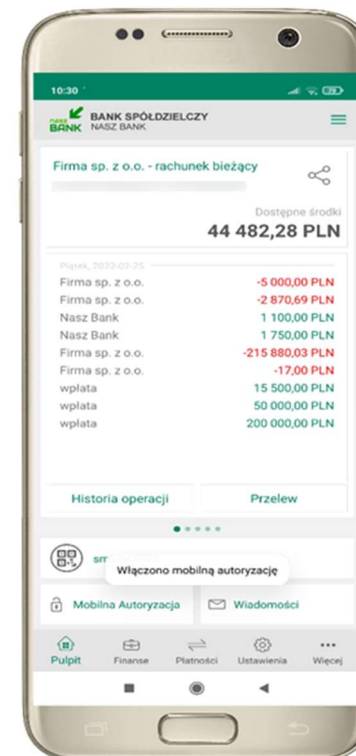 10:30
29
nasz BANK
BANK SPÓŁDZIELCZY
NASZ BANK
Firma sp. z o.o. - rachunek bieżący
Dostępne środki
44 482,28 PLN
Piątek, 2022-02-25
Firma sp. z o.o. -5 000,00 PLN
Firma sp. z o.o. -2 870,69 PLN
Nasz Bank 1 100,00 PLN
Nasz Bank 1 750,00 PLN
Firma sp. z o.o. -215 880,03 PLN
Firma sp. z o.o. -17,00 PLN
wpłata 15 500,00 PLN
wpłata 50 000,00 PLN
wpłata 200 000,00 PLN
Historia operacji Przelew
Włączono mobilną autoryzację
Mobilna Autoryzacja Wiadomości
Pulpit Finanse Płatności Ustawienia Więcej